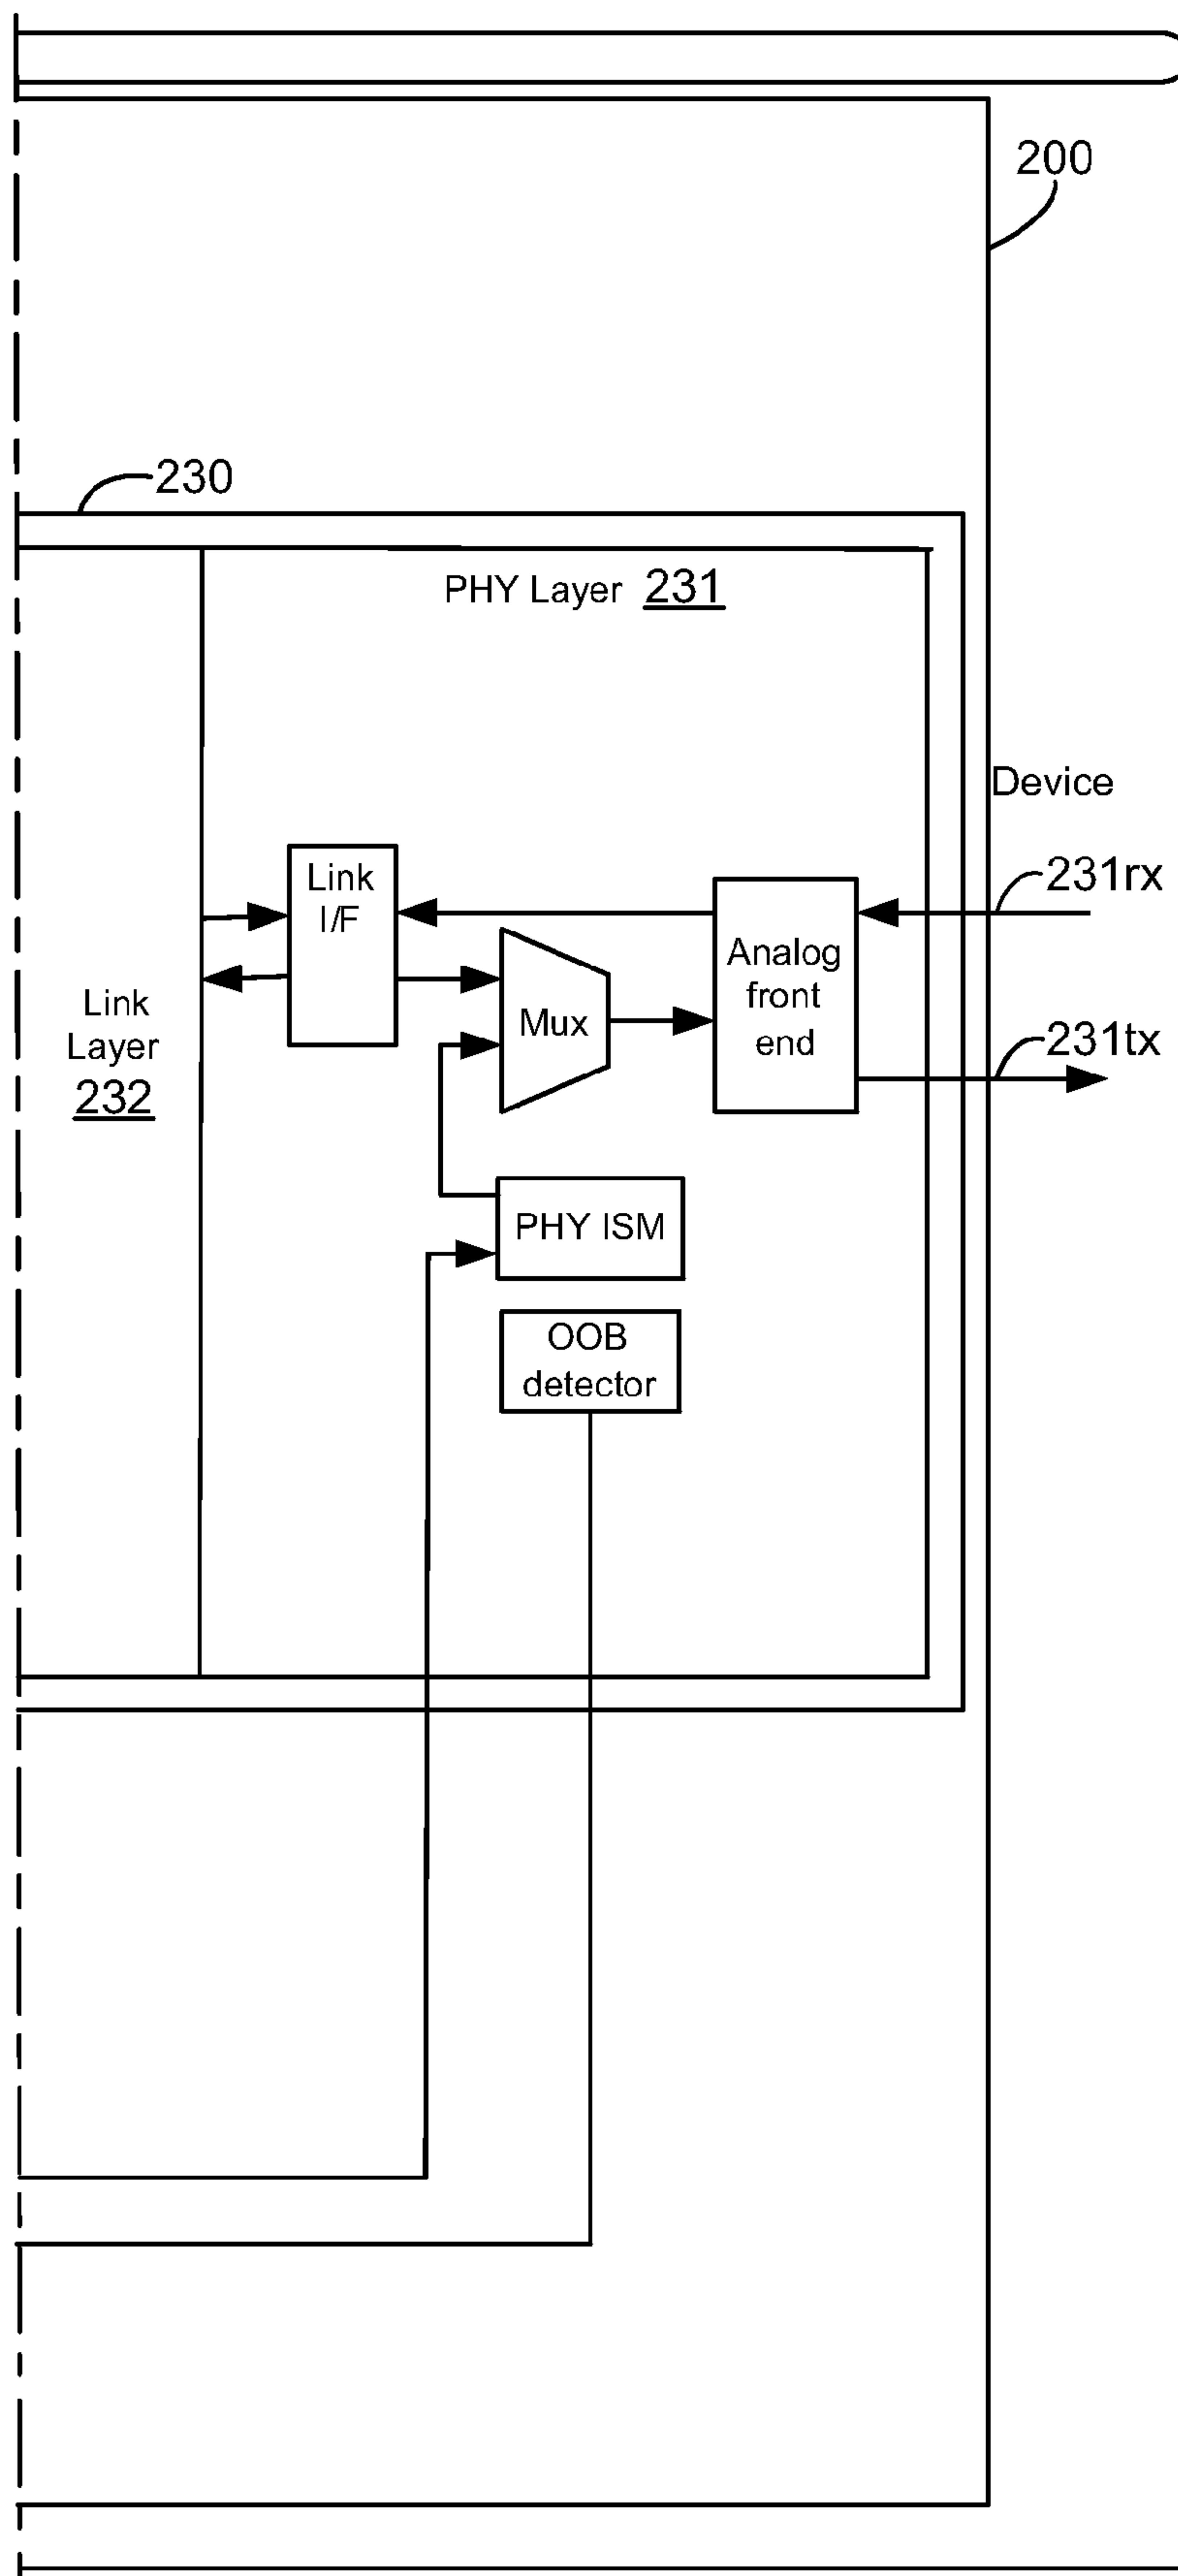 200
230
PHY Layer 231
Device
Link
I/F
231rx
Analog
front
end
Mux
Link
Layer
232
231tx
PHY ISM
OOB
detector